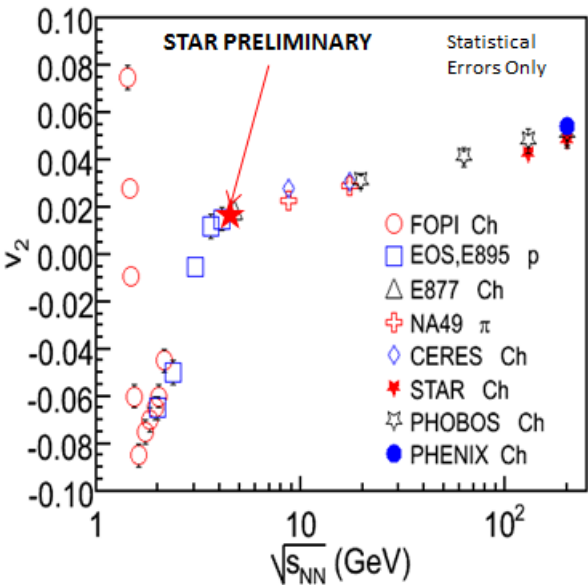 STAR PRELIMINARY
Statistical
Errors Only
0.10
0.08
0.06
0.04
0.02
0.00
-0.02
-0.04
-0.06
-0.08
-0.10
v₂
FOPI Ch
EOS,E895 p
E877 Ch
NA49 π
CERES Ch
STAR Ch
PHOBOS Ch
PHENIX Ch
1
10
10²
√s_NN (GeV)